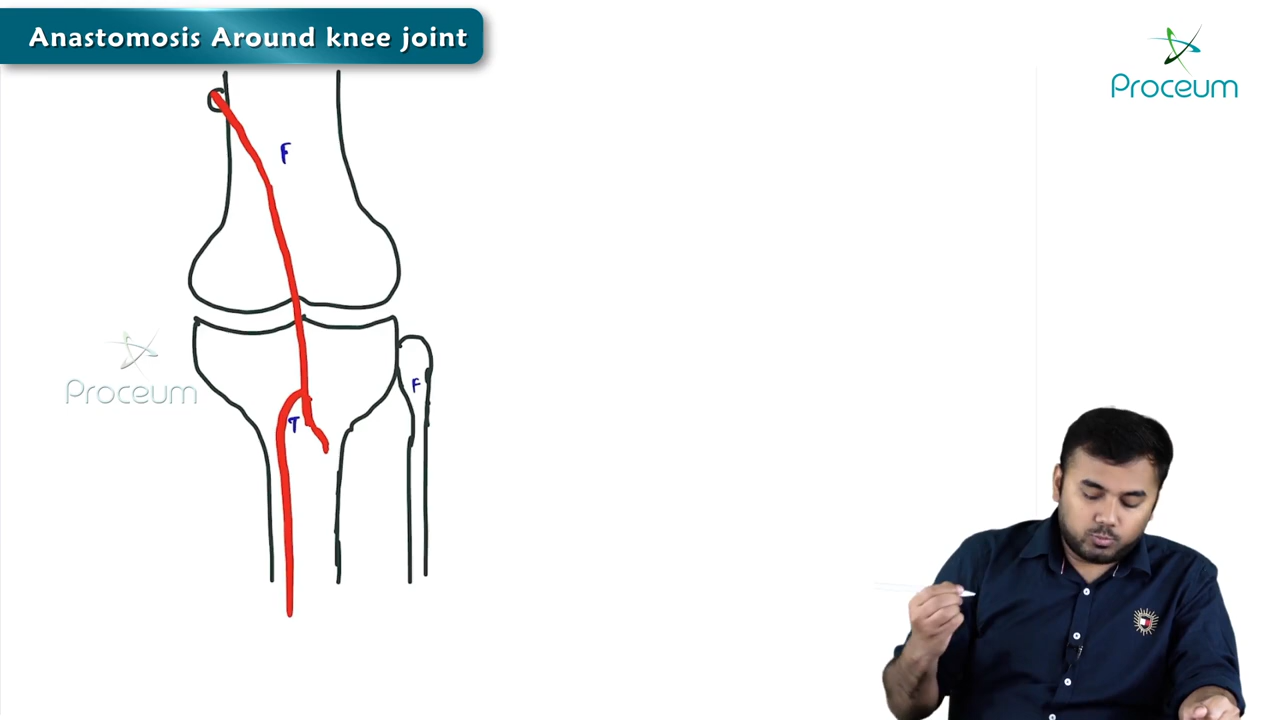 Anastomosis Around knee joint
Proceum
F
Proceum
F
T